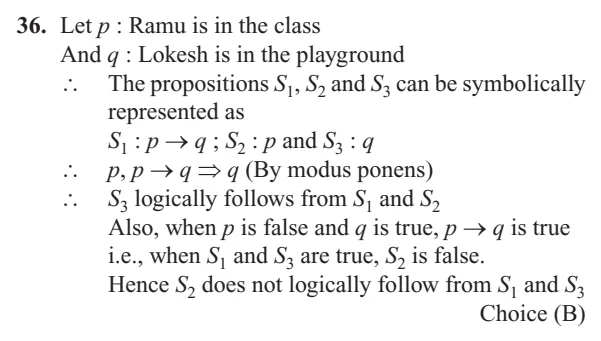 36. Let p : Ramu is in the class
And q : Lokesh is in the playground
∴ The propositions S₁, S₂ and S₃ can be symbolically
represented as
S₁ : p → q ; S₂ : p and S₃ : q
∴ p, p → q ⇒ q (By modus ponens)
∴ S₃ logically follows from S₁ and S₂
Also, when p is false and q is true, p → q is true
i.e., when S₁ and S₃ are true, S₂ is false.
Hence S₂ does not logically follow from S₁ and S₃
Choice (B)